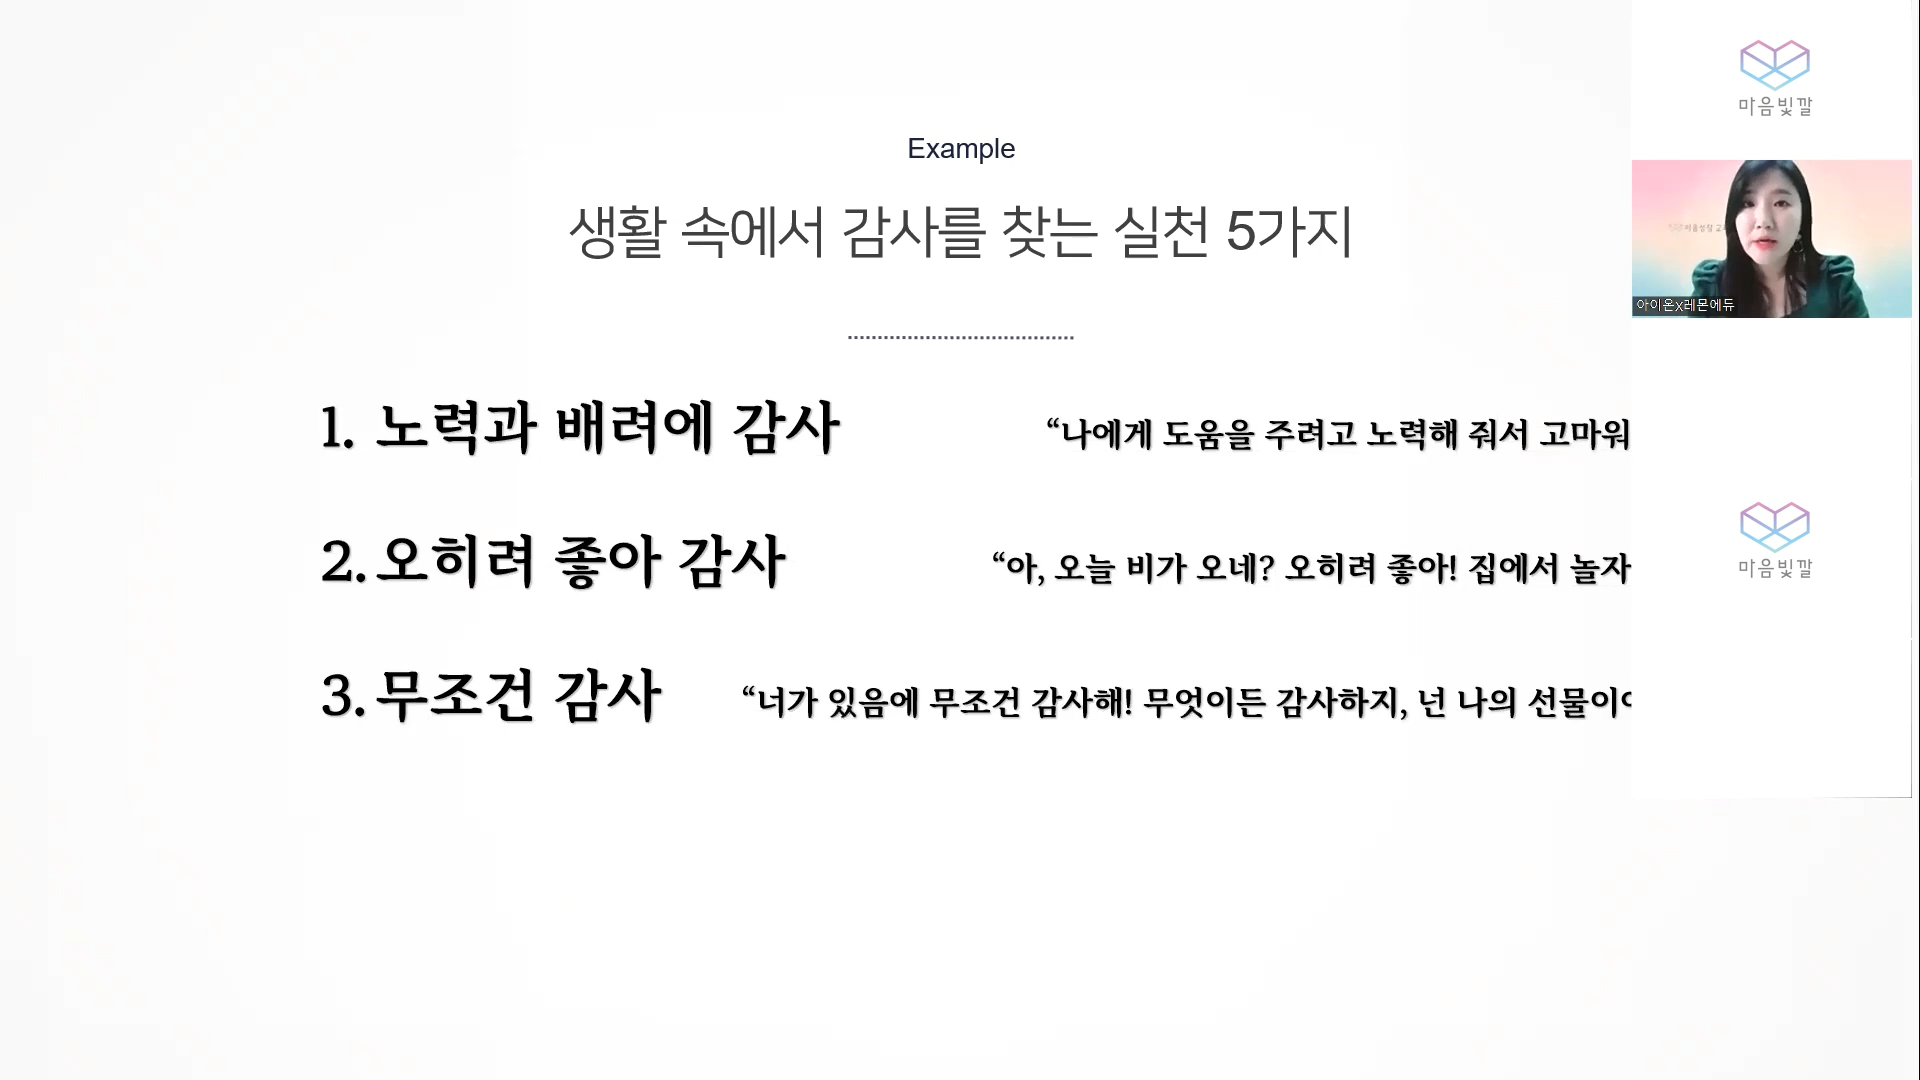 Example
생활 속에서 감사를 찾는 실천 5가지
1. 노력과 배려에 감사 “나에게 도움을 주려고 노력해 줘서 고마워
2. 오히려 좋아 감사 “아, 오늘 비가 오네? 오히려 좋아! 집에서 놀자
3. 무조건 감사 “너가 있음에 무조건 감사해! 무엇이든 감사하지, 넌 나의 선물이
마음빛깔
아이온x레몬에듀
마음빛깔